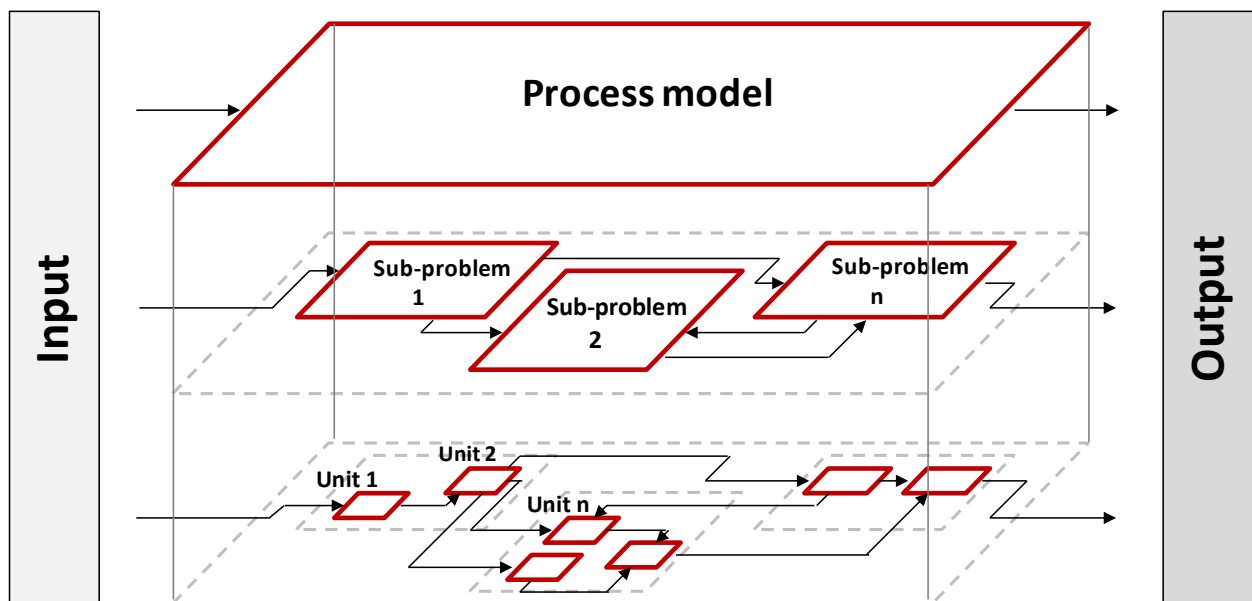 Input
Process model
Sub-problem
1
Sub-problem
2
Sub-problem
n
Unit 1
Unit 2
Unit n
Output